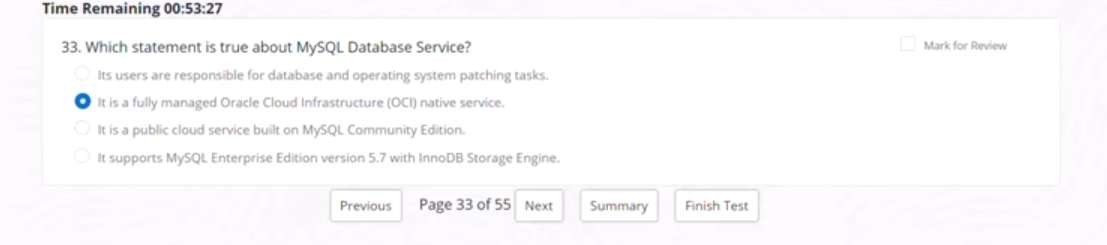 Time Remaining 00:53:27
33. Which statement is true about MySQL Database Service?
Mark for Review
Its users are responsible for database and operating system patching tasks.
It is a fully managed Oracle Cloud Infrastructure (OCI) native service.
It is a public cloud service built on MySQL Community Edition.
It supports MySQL Enterprise Edition version 5.7 with InnoDB Storage Engine.
Previous Page 33 of 55 Next Summary Finish Test